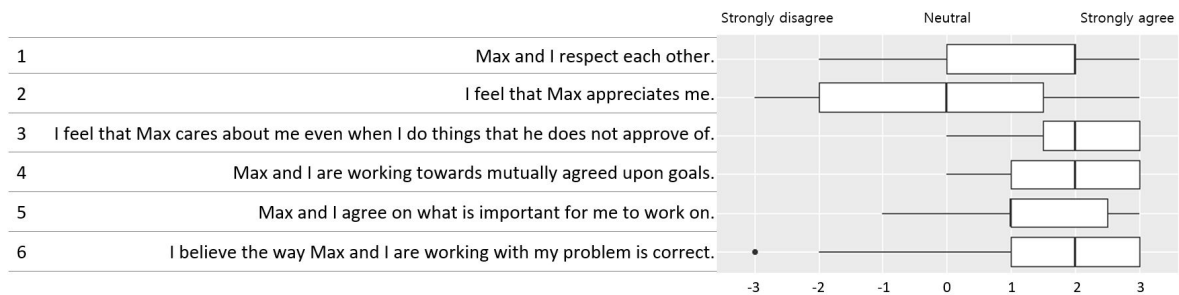 Strongly disagree Neutral Strongly agree
1 Max and I respect each other.
2 I feel that Max appreciates me.
3 I feel that Max cares about me even when I do things that he does not approve of.
4 Max and I are working towards mutually agreed upon goals.
5 Max and I agree on what is important for me to work on.
6 I believe the way Max and I are working with my problem is correct.
-3 -2 -1 0 1 2 3